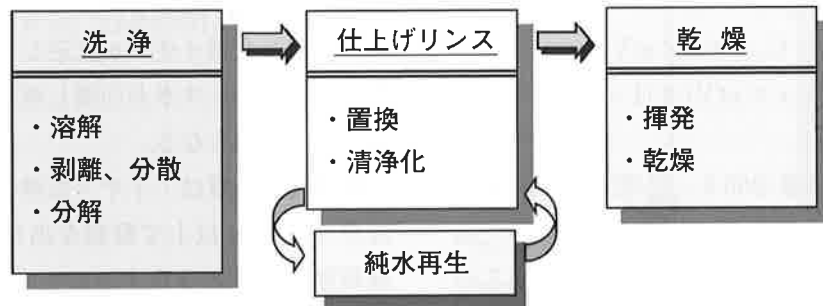 洗 浄
・溶解
・剥離、分散
・分解
仕上げリンス
・置換
・清浄化
純水再生
乾 燥
・揮発
・乾燥